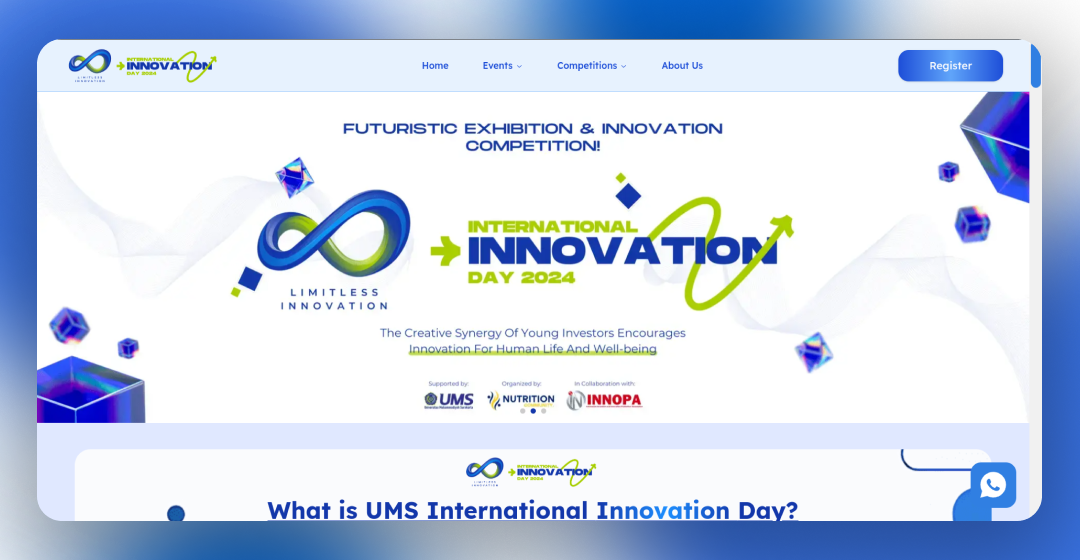 LIMITLESS
INNOVATION
INTERNATIONAL
INNOVATION
DAY 2024
Home
Events
Competitions
About Us
Register
FUTURISTIC EXHIBITION & INNOVATION
COMPETITION!
LIMITLESS
INNOVATION
INTERNATIONAL
INNOVATION
DAY 2024
The Creative Synergy Of Young Investors Encourages
Innovation For Human Life And Well-being
Supported by:
Organized by:
In Collaboration with:
UMS
NUTRITION
INNOPA
LIMITLESS
INNOVATION
INTERNATIONAL
INNOVATION
DAY 2024
What is UMS International Innovation Day?